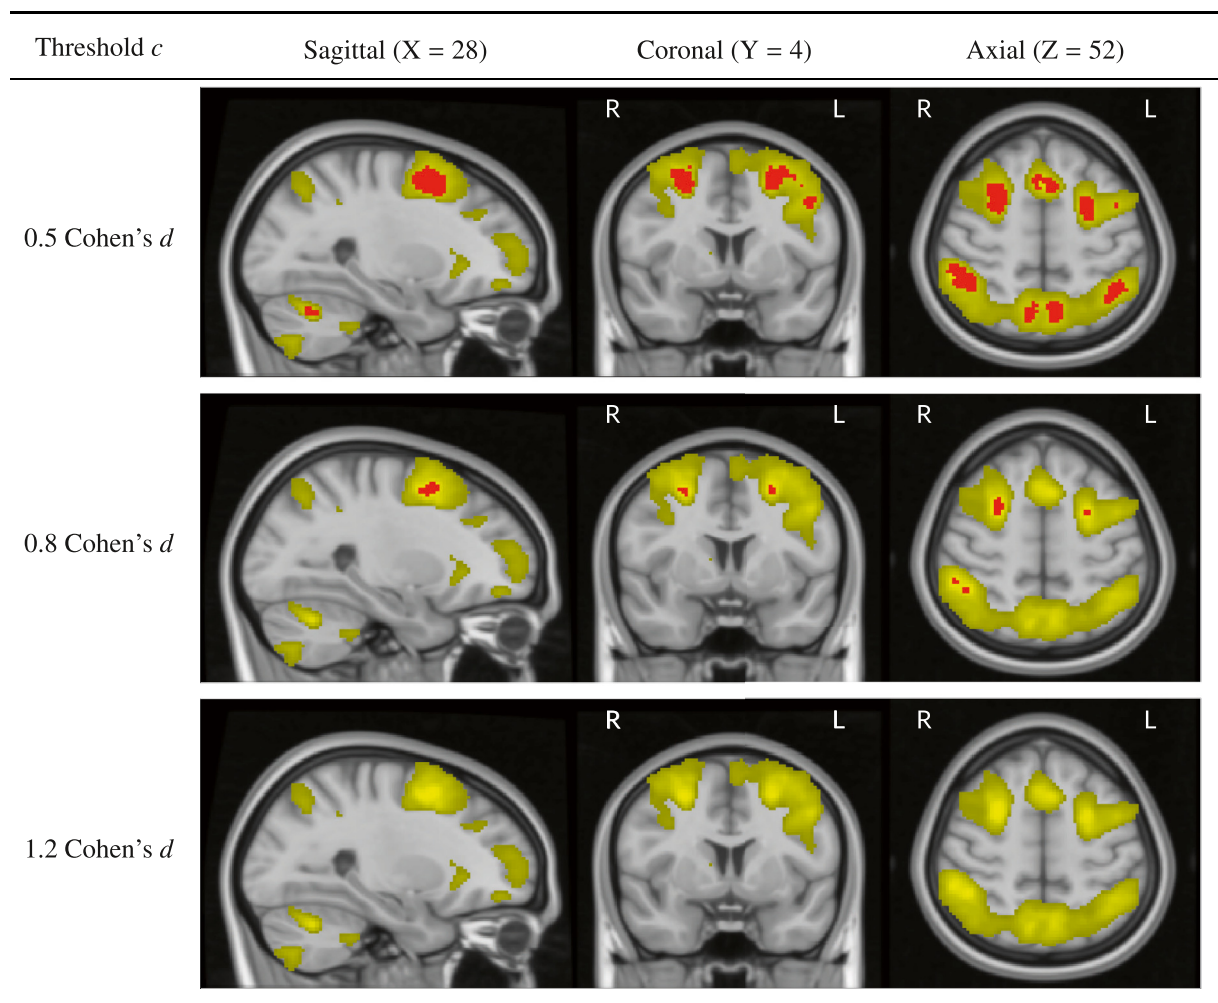 Threshold c Sagittal (X = 28) Coronal (Y = 4) Axial (Z = 52)
R L R L
0.5 Cohen's d
R L R L
0.8 Cohen's d
R L R L
1.2 Cohen's d